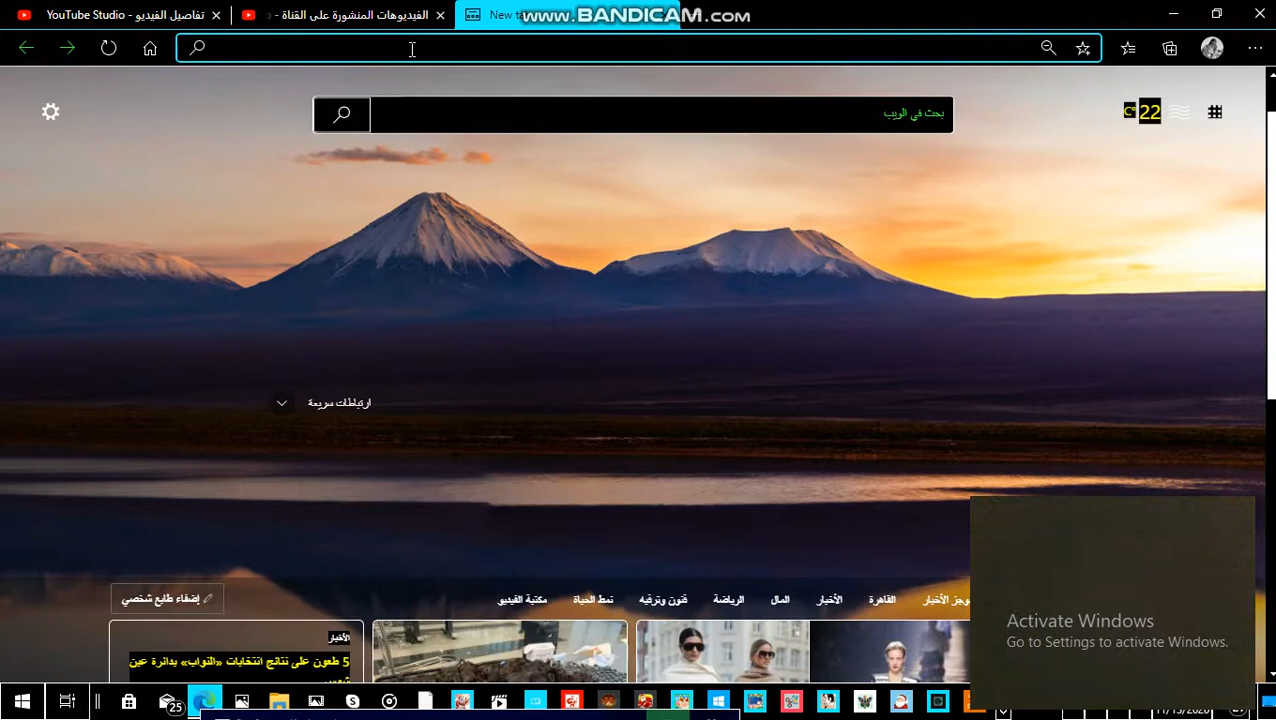 YouTube Studio - تفاصيل الفيديو
الفيديوهات المنشورة على القناة -
New
www.BANDICAM.com
بحث في الويب
C° 22
ارتباطات سريعة
إضفاء طابع شخصي
موجز الأخبار
القاهرة
الأخبار
المال
الرياضة
فنون وترفيه
نمط الحياة
مكتبة الفيديو
الأخبار
5 طعون على نتائج انتخابات «النواب» بدائرة عين
Activate Windows
Go to Settings to activate Windows.
25